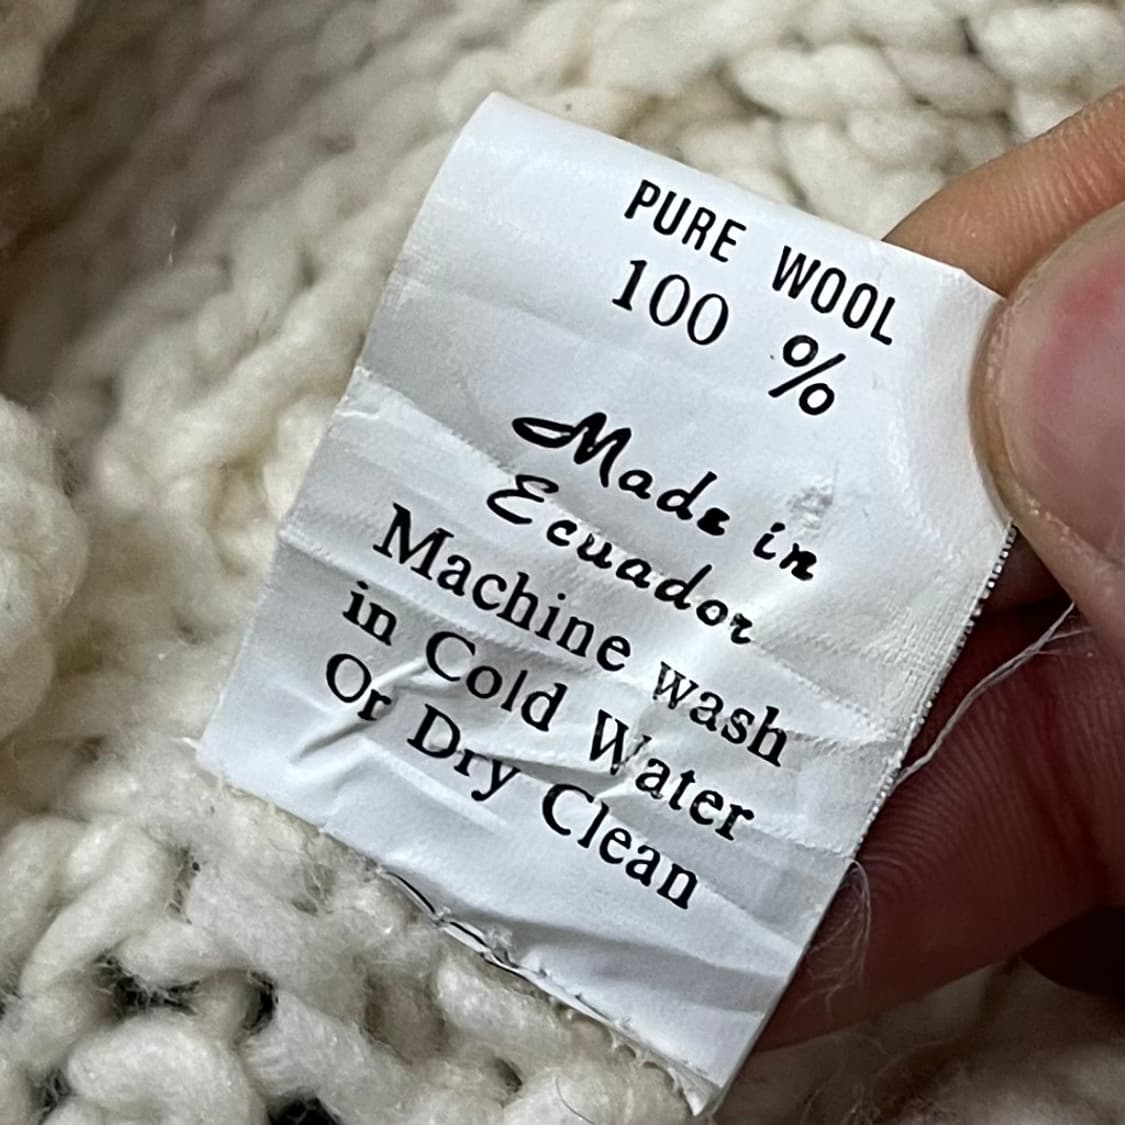 PURE WOOL
100 %
Made in
Ecuador
Machine wash
in Cold Water
Or Dry Clean